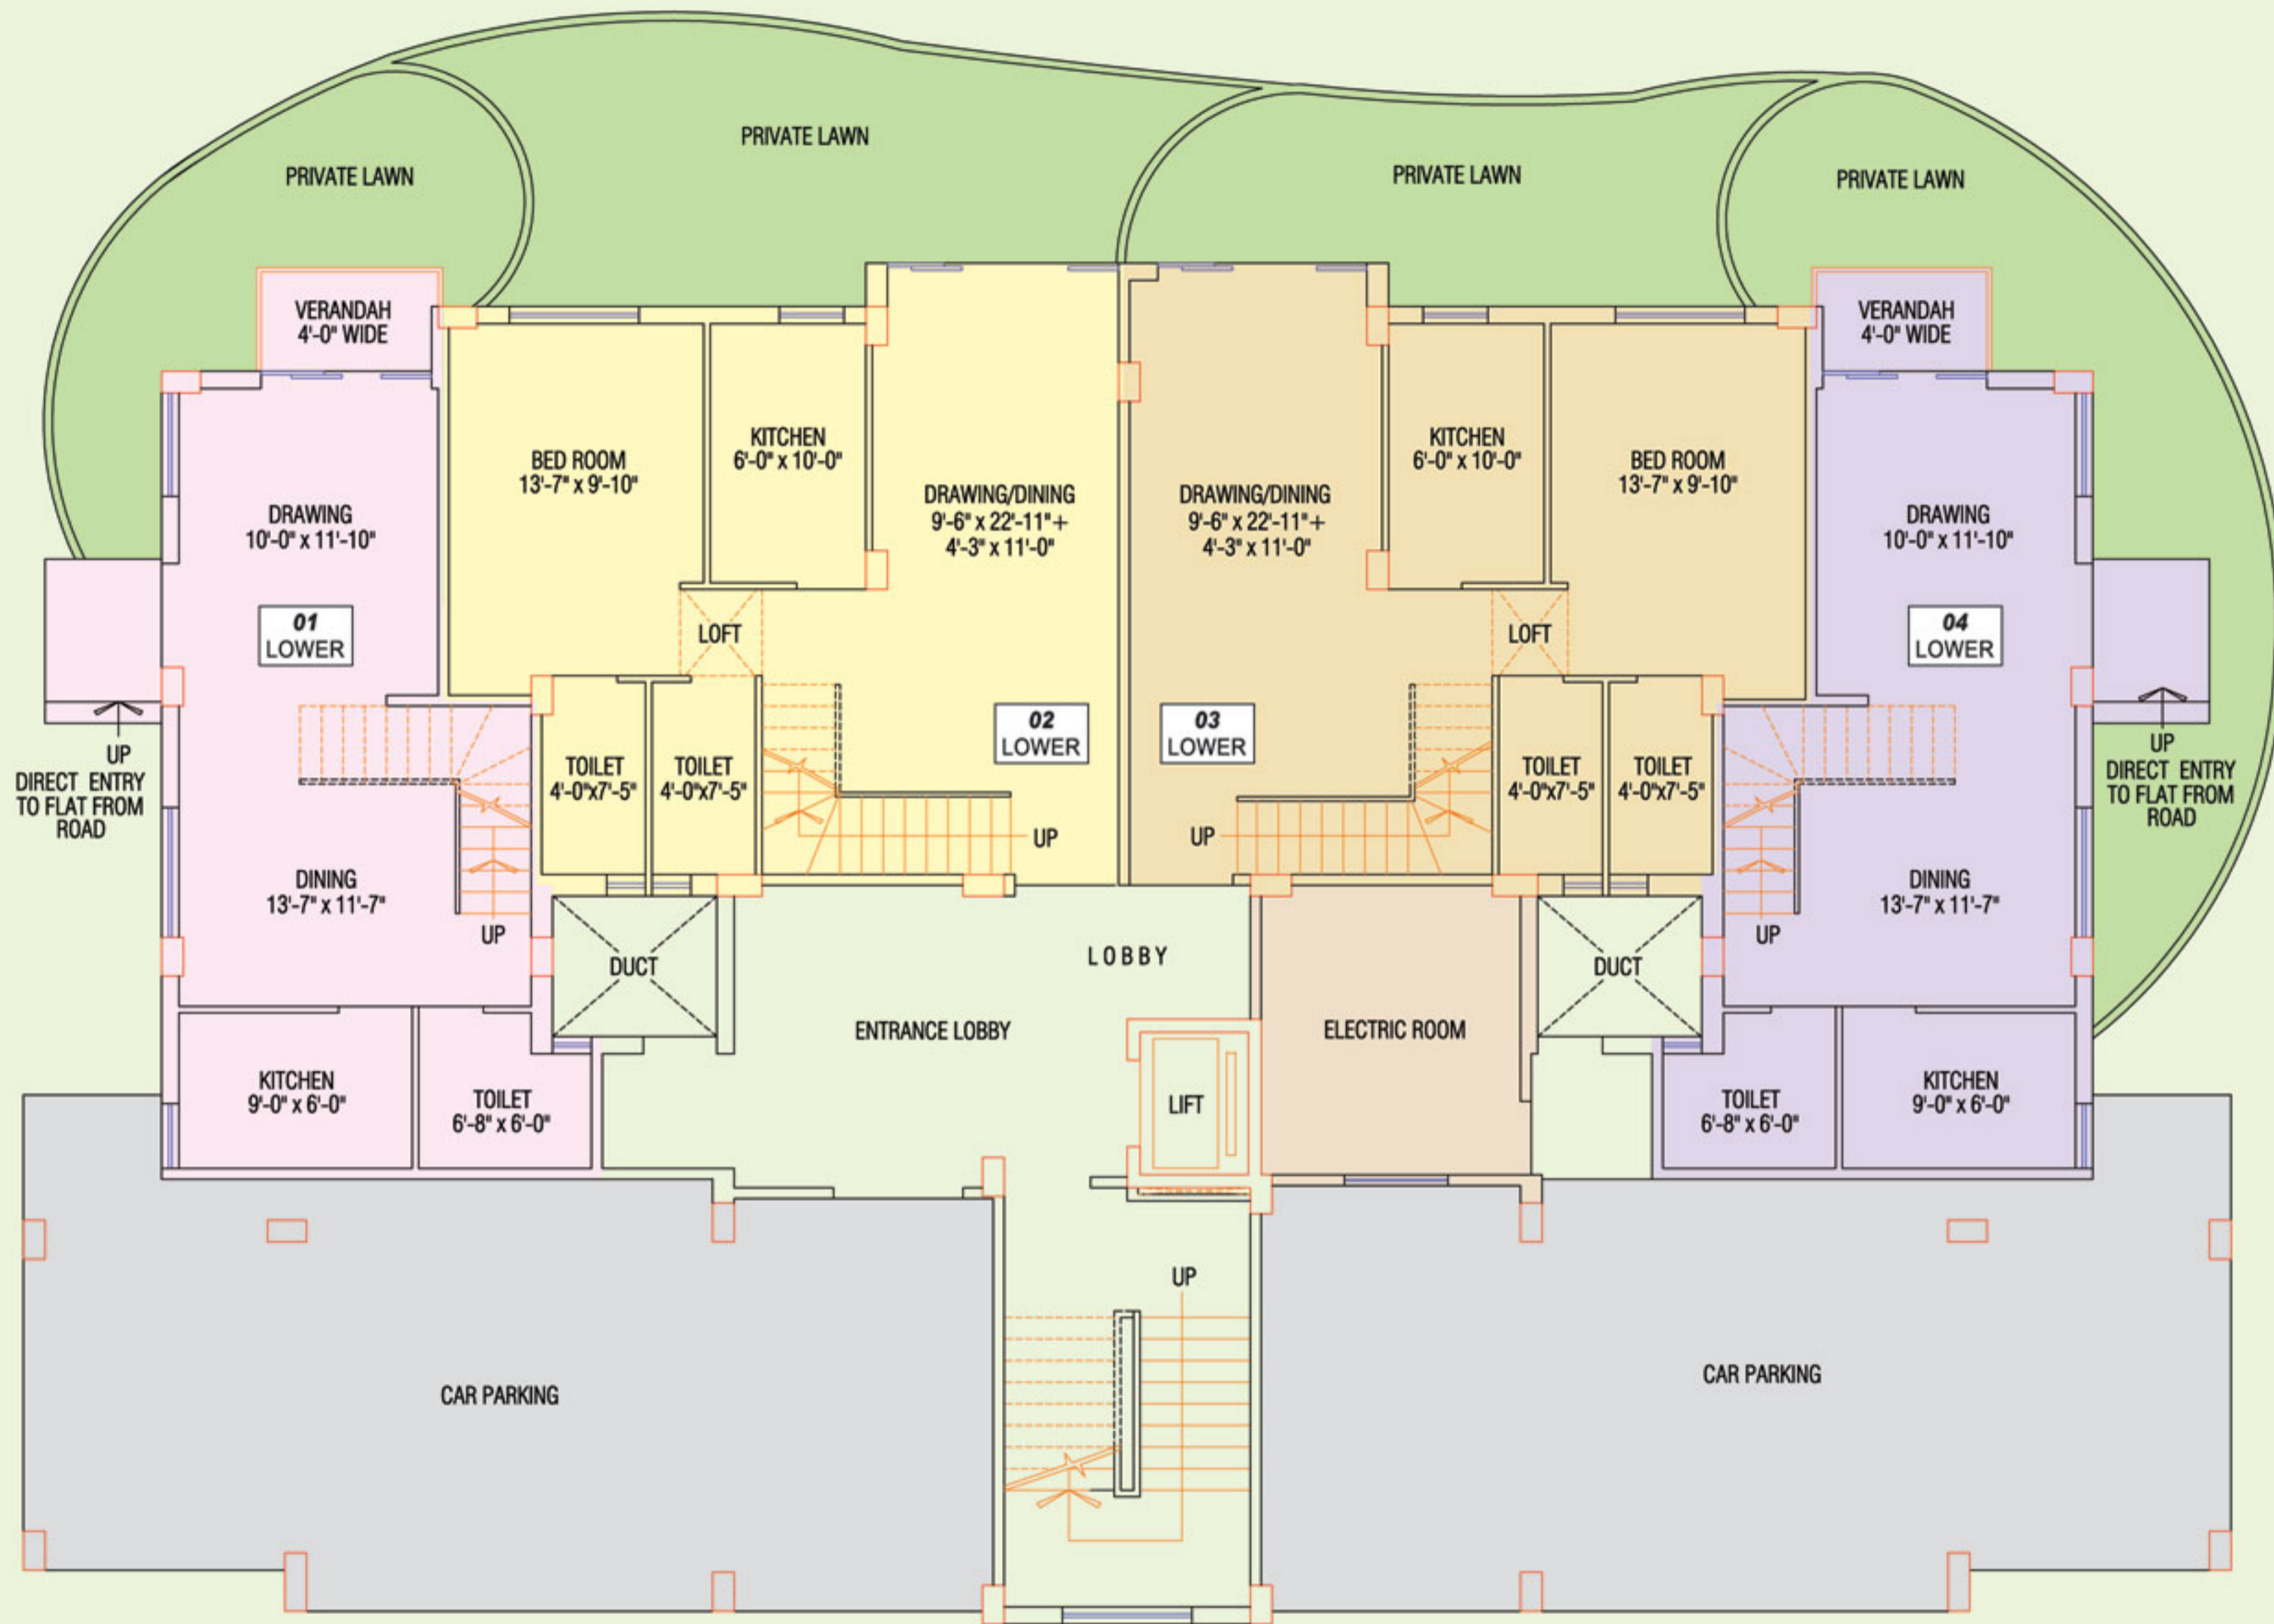 PRIVATE LAWN
PRIVATE LAWN
PRIVATE LAWN
PRIVATE LAWN
VERANDAH
4'-0" WIDE
VERANDAH
4'-0" WIDE
BED ROOM
13'-7" x 9'-10"
KITCHEN
6'-0" x 10'-0"
DRAWING/DINING
9'-6" x 22'-11"+
4'-3" x 11'-0"
DRAWING/DINING
9'-6" x 22'-11"+
4'-3" x 11'-0"
KITCHEN
6'-0" x 10'-0"
BED ROOM
13'-7" x 9'-10"
DRAWING
10'-0" x 11'-10"
DRAWING
10'-0" x 11'-10"
01
LOWER
LOFT
LOFT
04
LOWER
02
LOWER
03
LOWER
UP
DIRECT ENTRY
TO FLAT FROM
ROAD
UP
DIRECT ENTRY
TO FLAT FROM
ROAD
TOILET
4'-0"x7'-5"
TOILET
4'-0"x7'-5"
UP
UP
TOILET
4'-0"x7'-5"
TOILET
4'-0"x7'-5"
DINING
13'-7" x 11'-7"
UP
DINING
13'-7" x 11'-7"
UP
DUCT
LOBBY
DUCT
ENTRANCE LOBBY
ELECTRIC ROOM
KITCHEN
9'-0" x 6'-0"
TOILET
6'-8" x 6'-0"
LIFT
TOILET
6'-8" x 6'-0"
KITCHEN
9'-0" x 6'-0"
UP
CAR PARKING
CAR PARKING